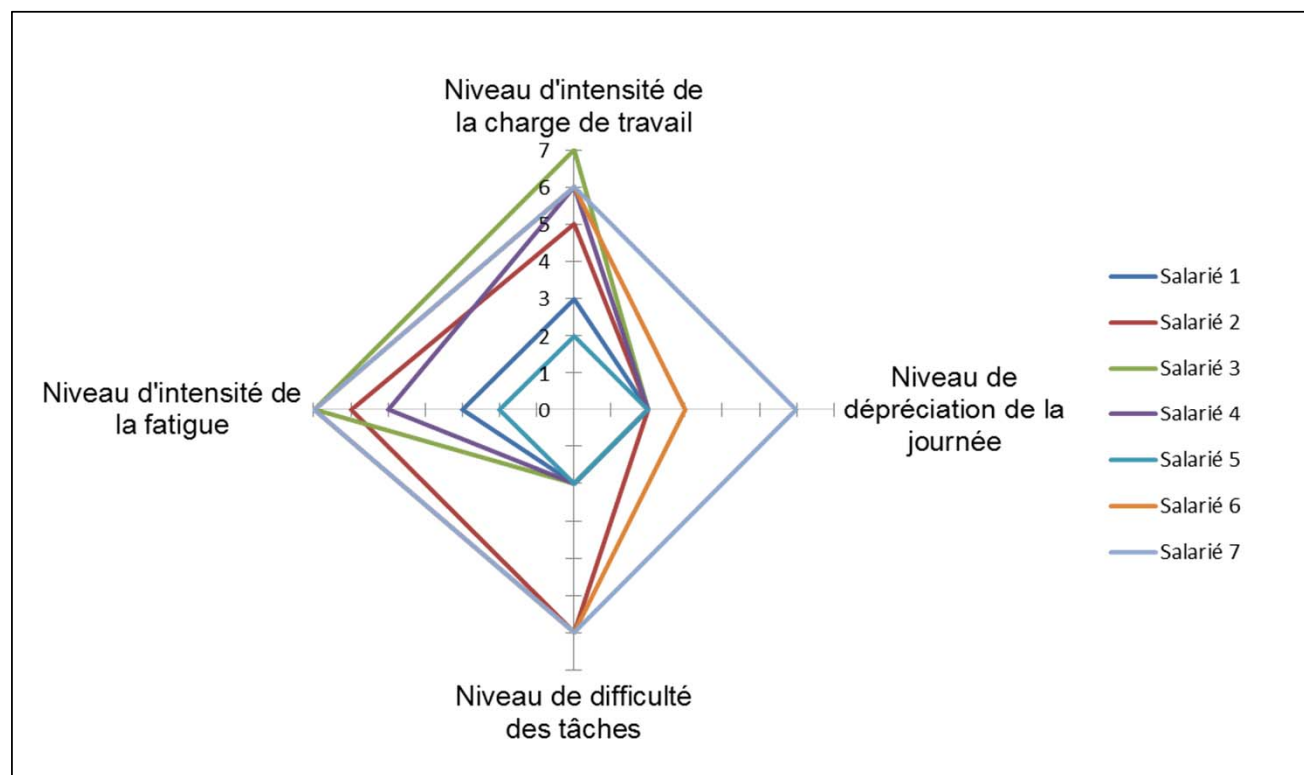 Niveau d'intensité de
la charge de travail
7
6
5
4
3
2
1
0
Niveau d'intensité de
la fatigue
Niveau de
dépréciation de la
journée
Niveau de difficulté
des tâches
Salarié 1
Salarié 2
Salarié 3
Salarié 4
Salarié 5
Salarié 6
Salarié 7